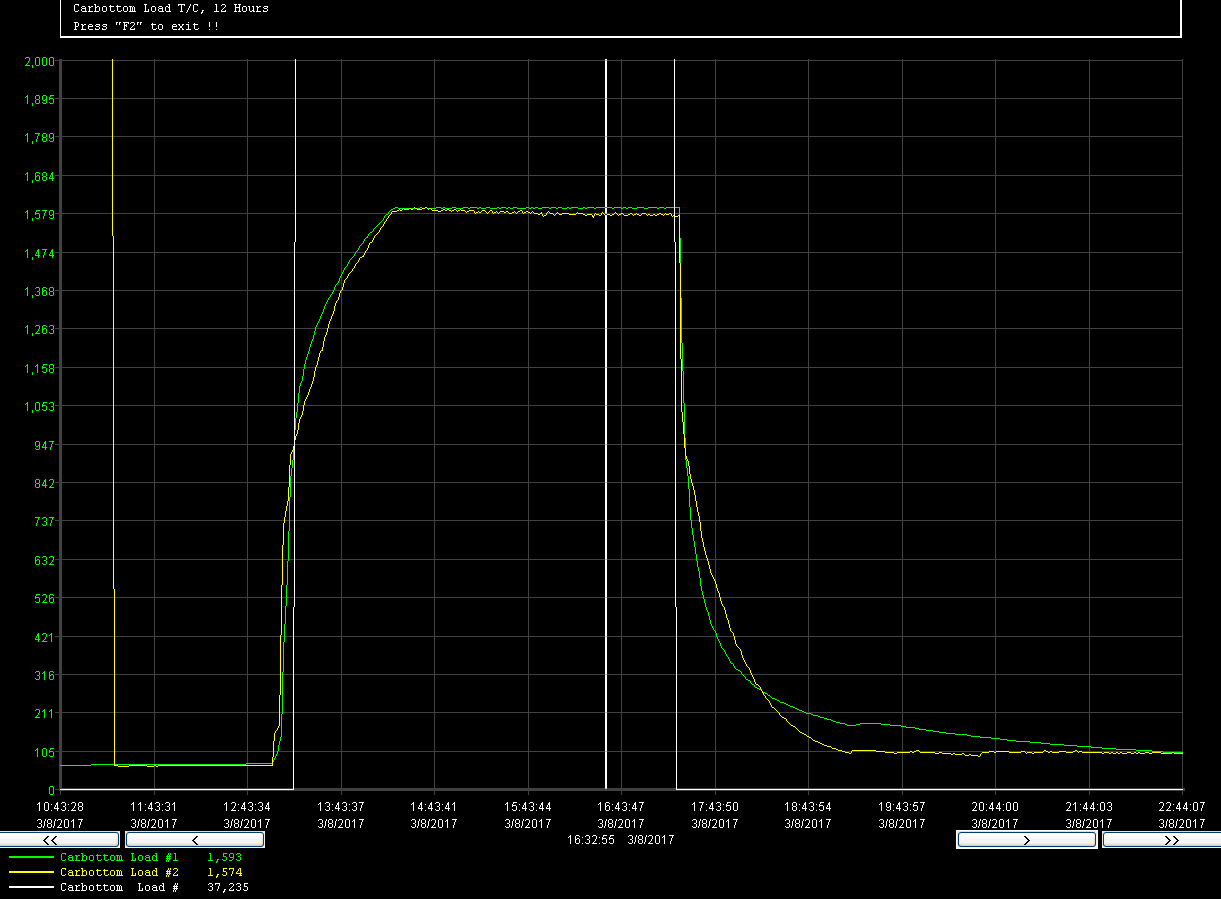 Carbottom Load T/C, 12 Hours
Press "F2" to exit !!
2,000
1,895
1,789
1,684
1,579
1,474
1,368
1,263
1,158
1,053
947
842
737
632
526
421
316
211
105
0
10:43:28 11:43:31 12:43:34 13:43:37 14:43:41 15:43:44 16:43:47 17:43:50 18:43:54 19:43:57 20:44:00 21:44:03 22:44:07
3/8/2017 3/8/2017 3/8/2017 3/8/2017 3/8/2017 3/8/2017 3/8/2017 3/8/2017 3/8/2017 3/8/2017 3/8/2017 3/8/2017 3/8/2017
<< < 16:32:55 3/8/2017 > >>
Carbottom Load #1 1,593
Carbottom Load #2 1,574
Carbottom Load # 37,235